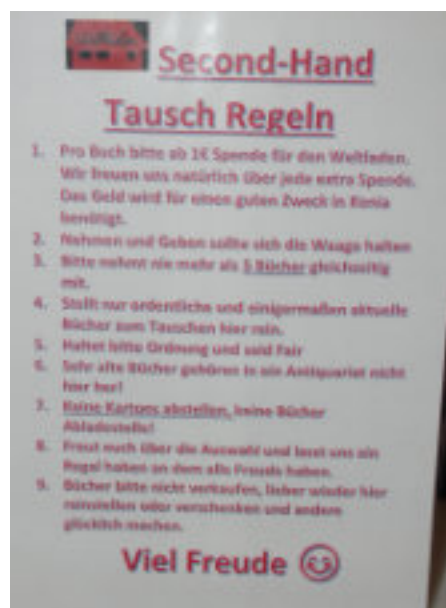 Second-Hand
Tausch Regeln
1. Pro Buch bitte ab 1€ Spende für den Weltladen.
Wir freuen uns natürlich über jede extra Spende.
Das Geld wird für einen guten Zweck in Kenia
benötigt.
2. Nehmen und Geben sollte sich die Waage halten
3. Bitte nehmt nie mehr als 5 Bücher gleichzeitig
mit.
4. Stellt nur ordentliche und einigermaßen aktuelle
Bücher zum Tauschen hier rein.
5. Haltet bitte Ordnung und seid Fair
6. Sehr alte Bücher gehören in ein Antiquariat nicht
hier her!
7. Keine Kartons abstellen, keine Bücher
Abladestelle!
8. Freut euch über die Auswahl und lasst uns ein
Regal haben an dem alle Freude haben.
9. Bücher bitte nicht verkaufen, lieber wieder hier
reinstellen oder verschenken und andere
glücklich machen.
Viel Freude